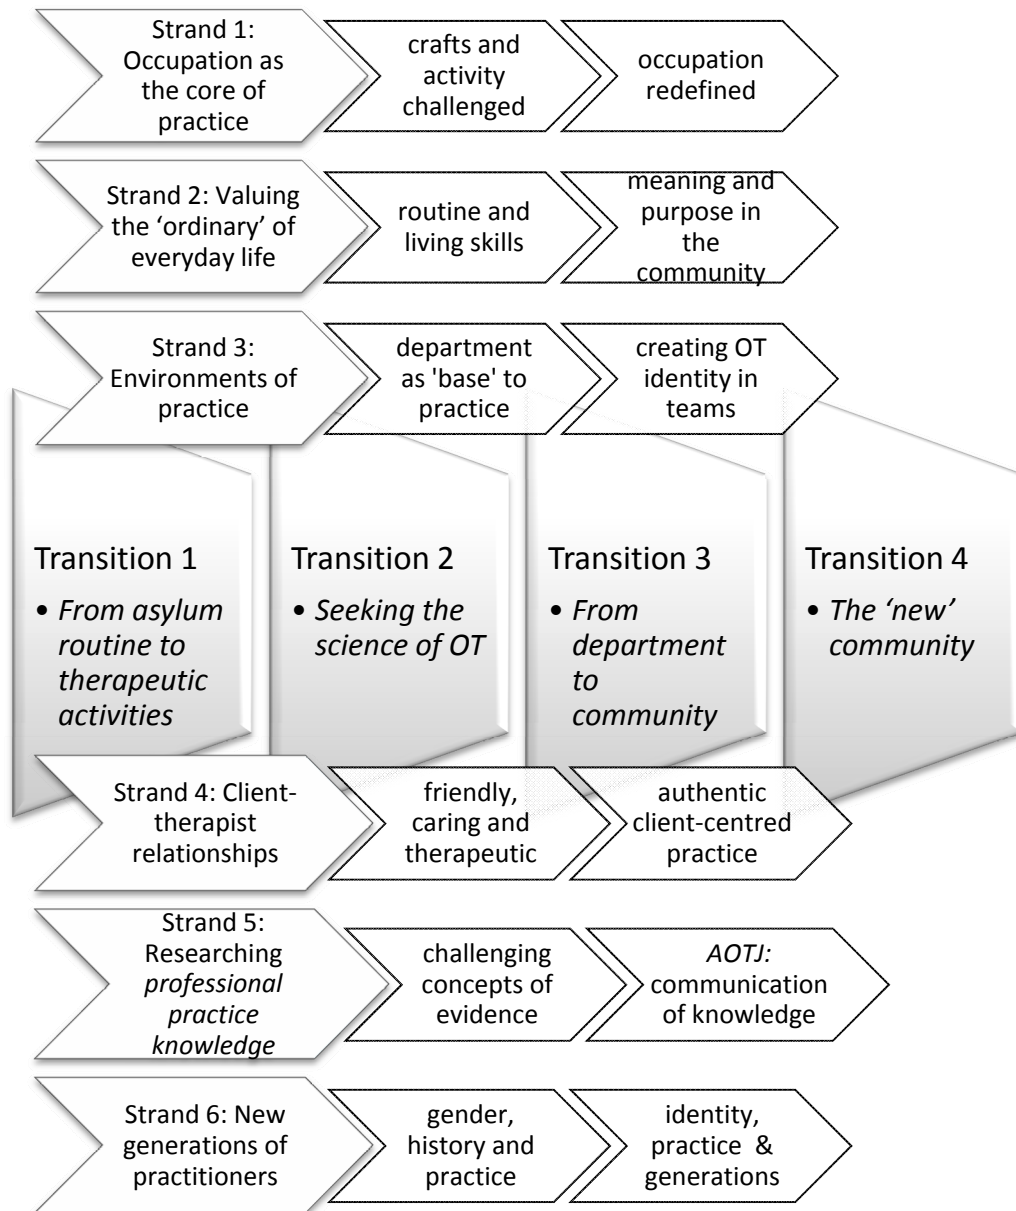 Strand 1:
Occupation as
the core of
practice
crafts and
activity
challenged
occupation
redefined
Strand 2: Valuing
the ‘ordinary’ of
everyday life
routine and
living skills
meaning and
purpose in
the
community
Strand 3:
Environments of
practice
department
as 'base' to
practice
creating OT
identity in
teams
Transition 1
• From asylum
routine to
therapeutic
activities
Transition 2
• Seeking the
science of OT
Transition 3
• From
department
to
community
Transition 4
• The ‘new’
community
Strand 4: Client-
therapist
relationships
friendly,
caring and
therapeutic
authentic
client-centred
practice
Strand 5:
Researching
professional
practice
knowledge
challenging
concepts of
evidence
AOTJ:
communication
of knowledge
Strand 6: New
generations of
practitioners
gender,
history and
practice
identity,
practice &
generations